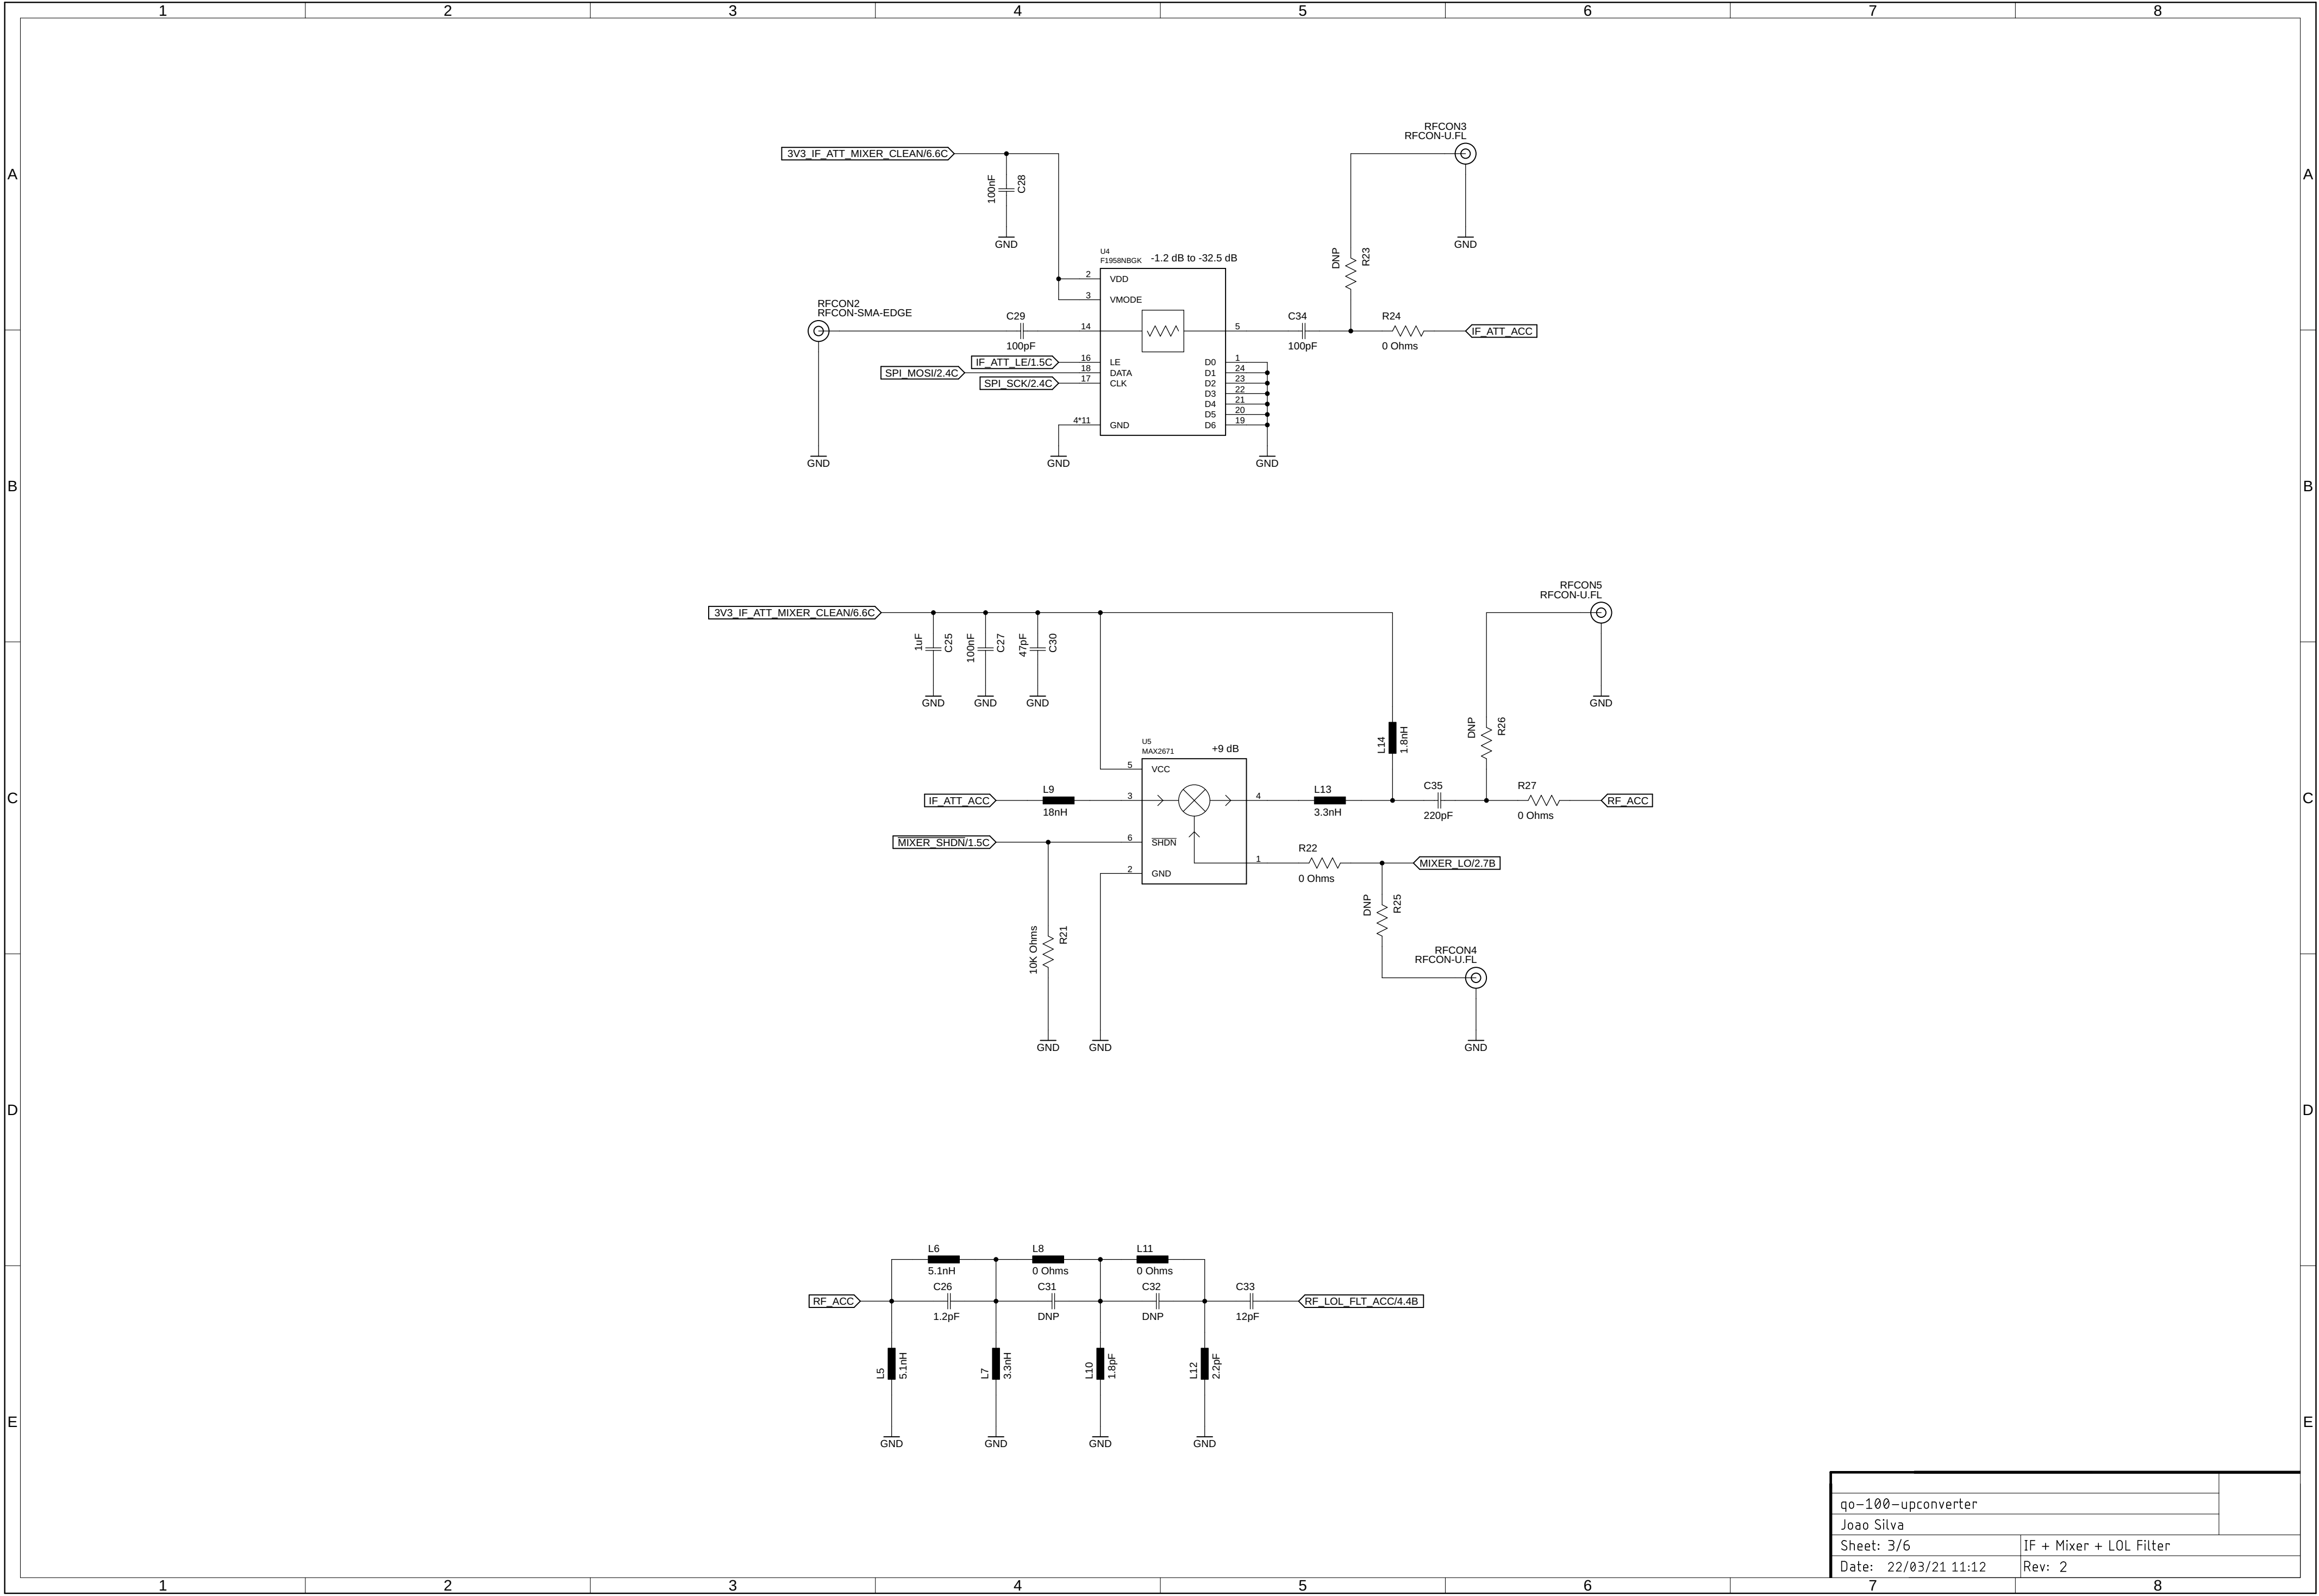 1 2 3 4 5 6 7 8
RFCON3
RFCON-U.FL
3V3_IF_ATT_MIXER_CLEAN/6.6C
A
A
100nF
C28
GND
GND
DNP
R23
U4
F1958NBGK
-1.2 dB to -32.5 dB
2 VDD
3 VMODE
RFCON2
RFCON-SMA-EDGE
C29
100pF
14
5
C34
100pF
R24
0 Ohms
IF_ATT_ACC
IF_ATT_LE/1.5C 16 LE D0 1
SPI_MOSI/2.4C 18 DATA D1 24
SPI_SCK/2.4C 17 CLK D2 23
D3 22
D4 21
D5 20
4*11 GND D6 19
GND
GND
GND
B
B
RFCON5
RFCON-U.FL
3V3_IF_ATT_MIXER_CLEAN/6.6C
1uF
C25
100nF
C27
47pF
C30
GND
GND
GND
GND
L14
1.8nH
DNP
R26
U5
MAX2671
+9 dB
5 VCC
C
C
IF_ATT_ACC
L9
18nH
3
4
L13
3.3nH
C35
220pF
R27
0 Ohms
RF_ACC
MIXER_SHDN/1.5C
6 SHDN
1
R22
0 Ohms
MIXER_LO/2.7B
2 GND
DNP
R25
10K Ohms
R21
RFCON4
RFCON-U.FL
GND
GND
GND
D
D
L6
5.1nH
L8
0 Ohms
L11
0 Ohms
RF_ACC
C26
1.2pF
C31
DNP
C32
DNP
C33
12pF
RF_LOL_FLT_ACC/4.4B
L5
5.1nH
L7
3.3nH
L10
1.8pF
L12
2.2pF
GND
GND
GND
GND
E
E
qo-100-upconverter
Joao Silva
Sheet: 3/6 IF + Mixer + LOL Filter
Date: 22/03/21 11:12 Rev: 2
1 2 3 4 5 6 7 8